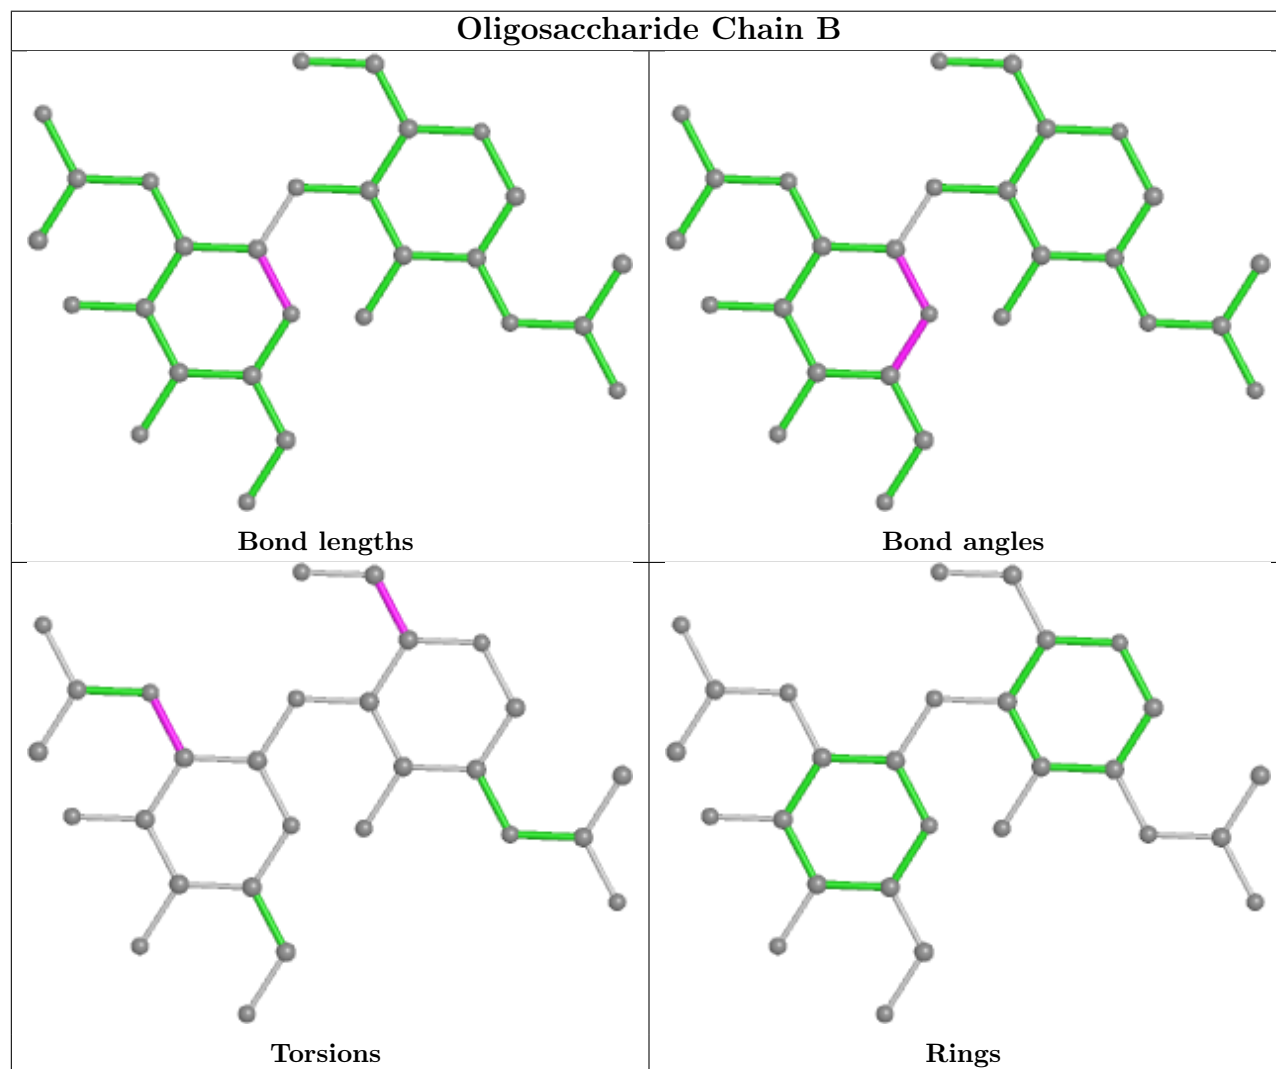 Oligosaccharide Chain B
Bond lengths
Bond angles
Torsions
Rings